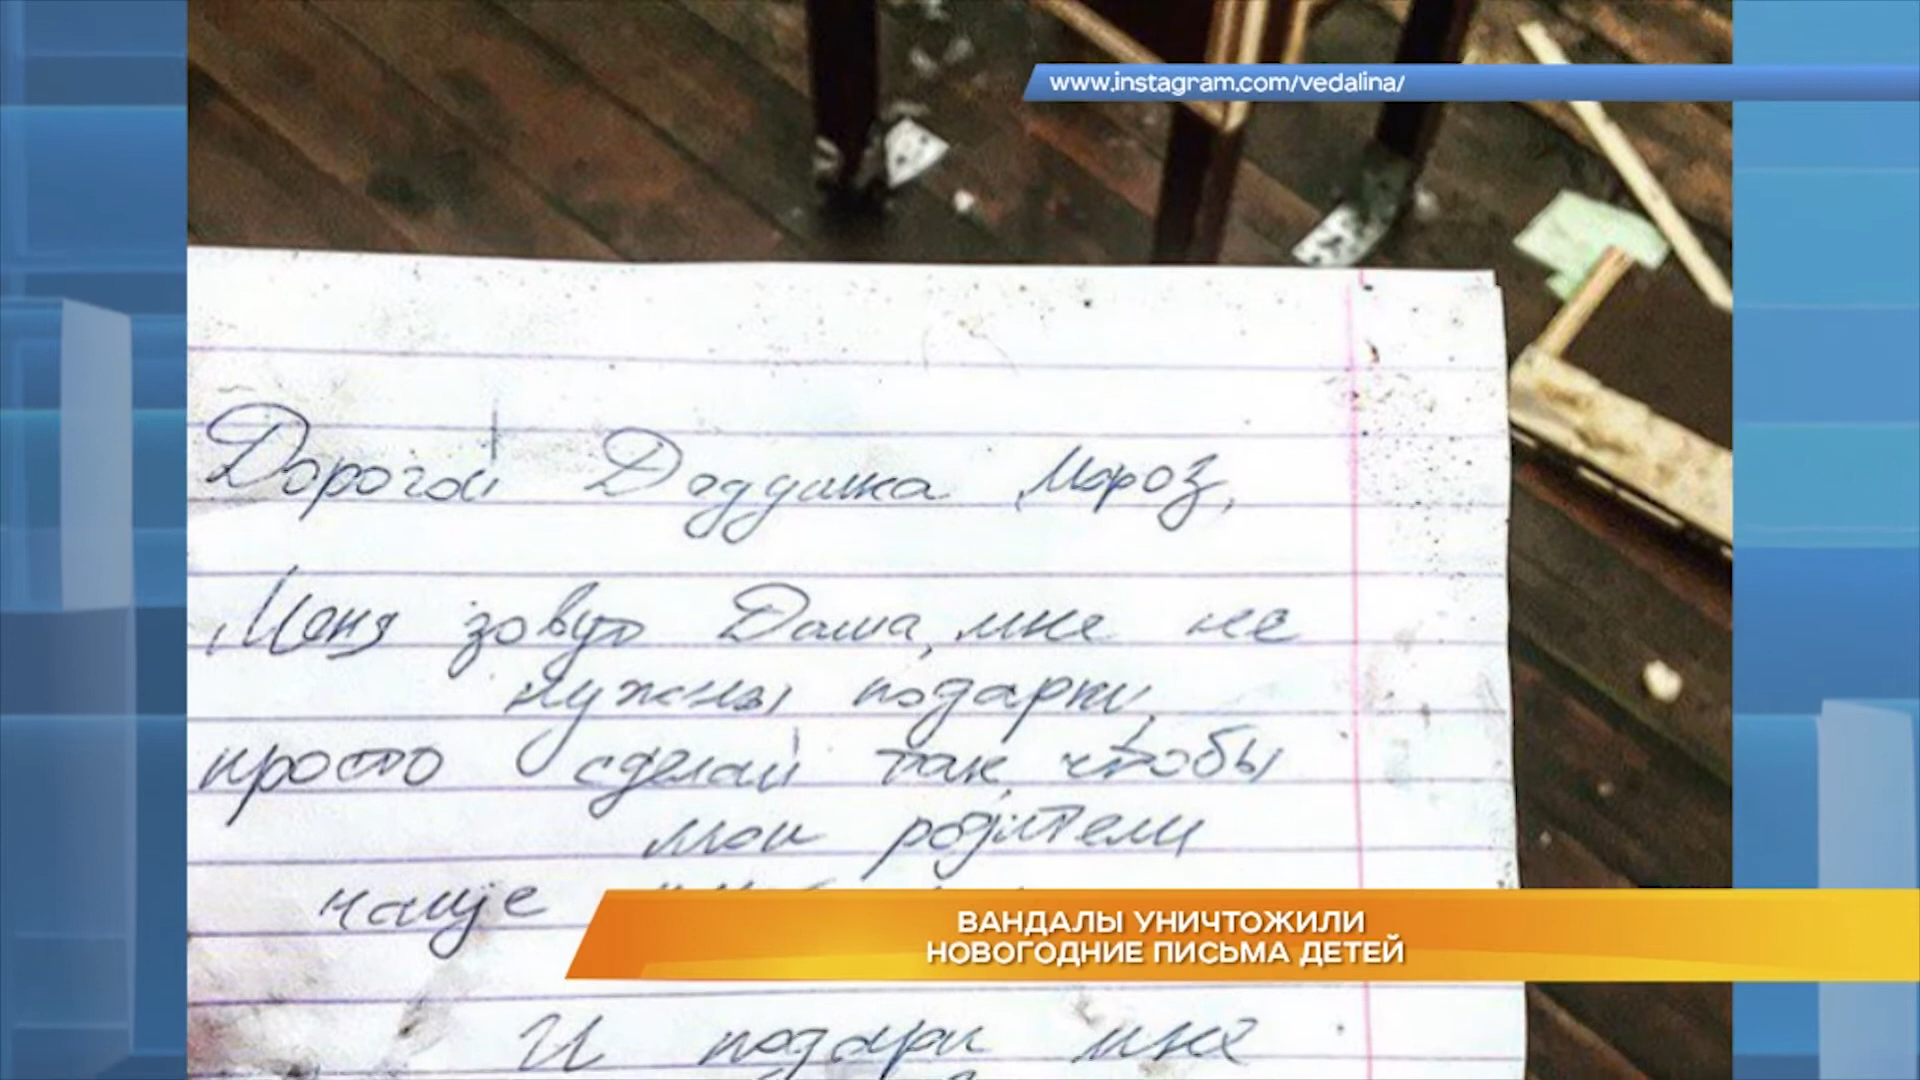 www.instagram.com/vedalina/
Дорогой Дедушка Мороз,
Меня зовут Даша, мне не
нужны подарки,
просто сделай так, чтобы
мои родители
чаще
ВАНДАЛЫ УНИЧТОЖИЛИ
НОВОГОДНИЕ ПИСЬМА ДЕТЕЙ
И подари мне